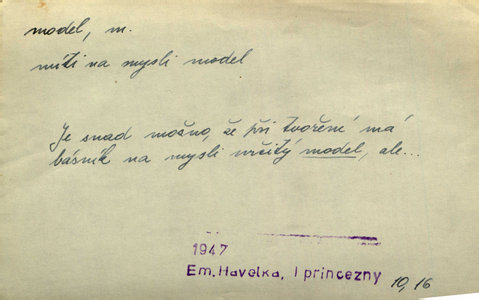 model, m.
míti na mysli model
Je snad možno, že při tvoření má
básník na mysli určitý model, ale...
1947
Em. Havelka, I princezny 10, 16